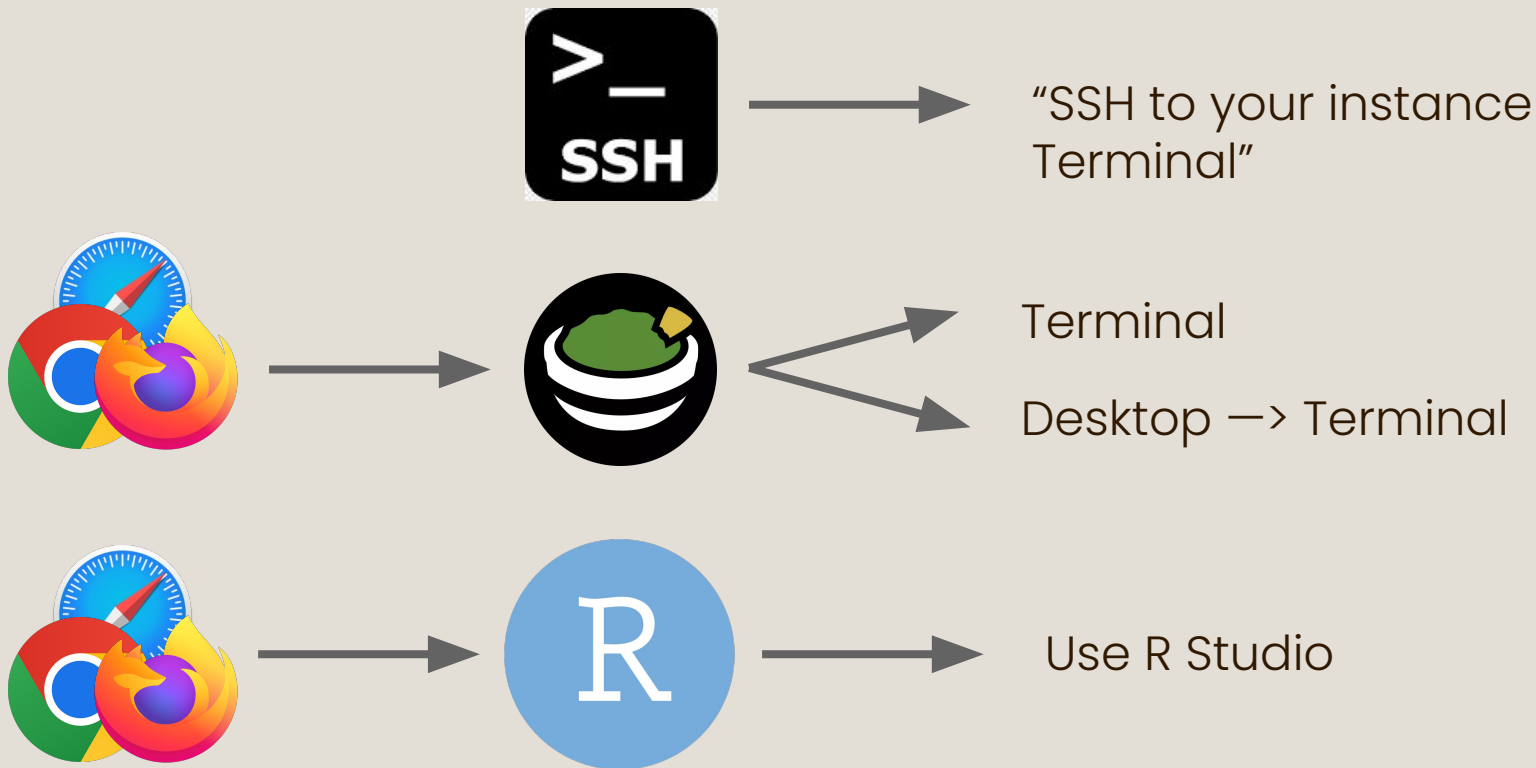 >_
SSH
“SSH to your instance
Terminal”
Terminal
Desktop —> Terminal
R
Use R Studio